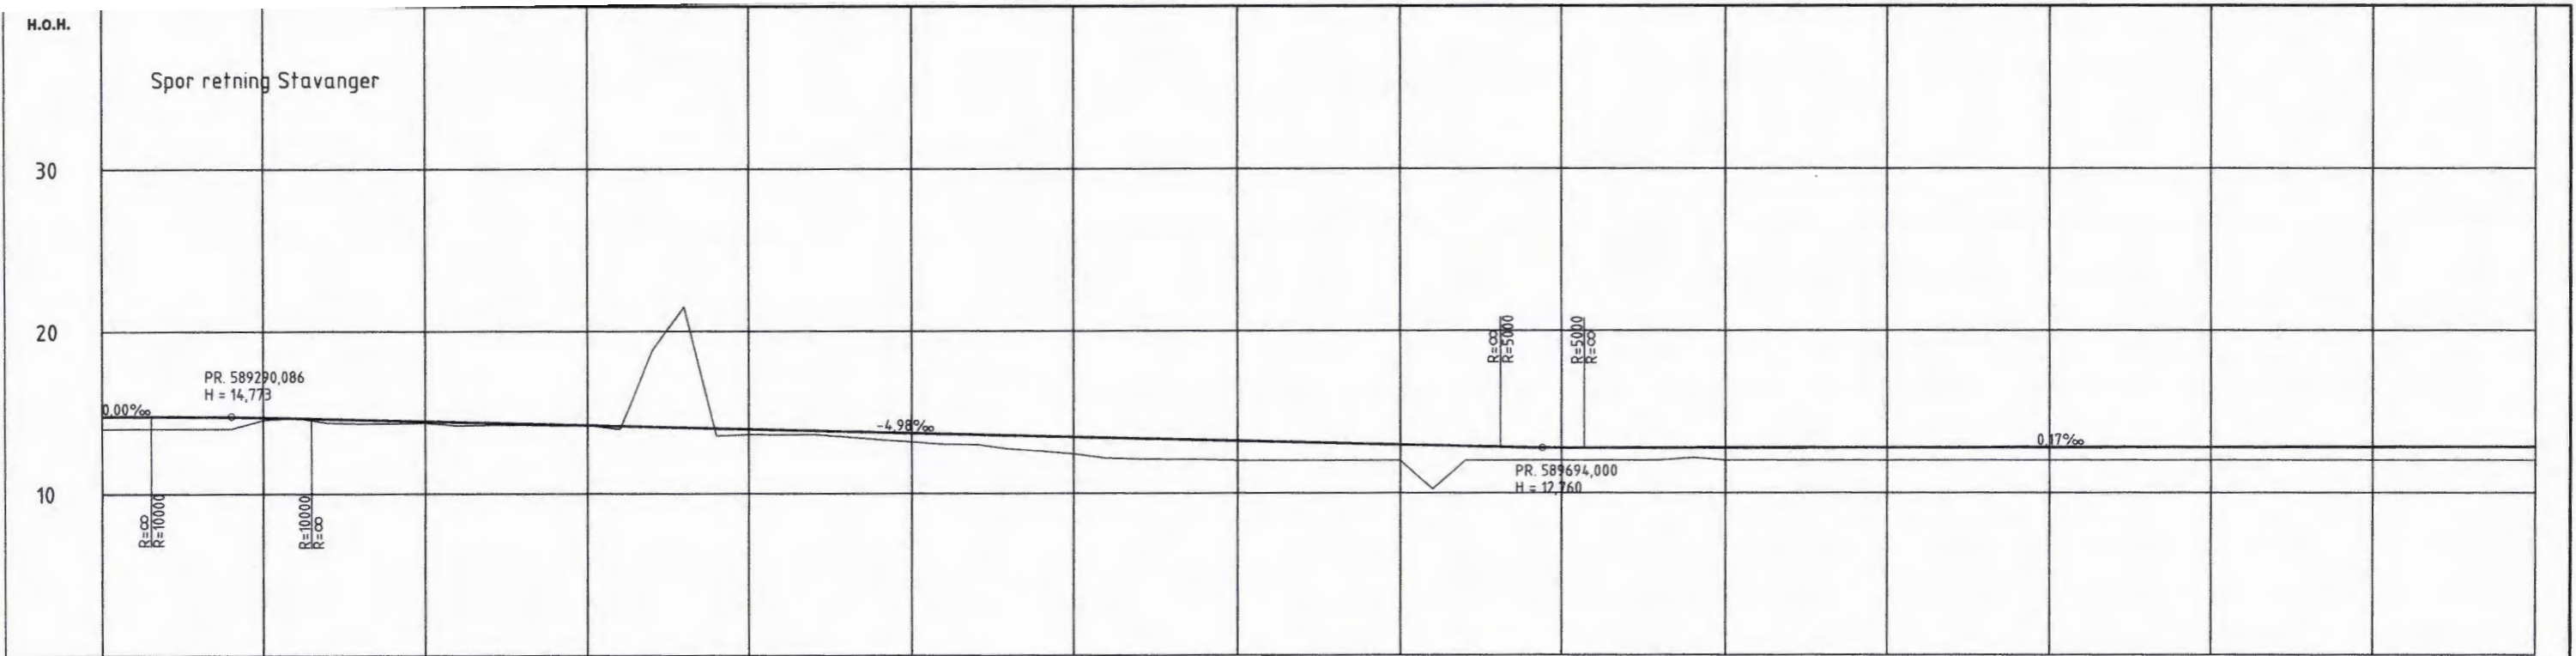 H.O.H.
Spor retning Stavanger
30
20
10
PR. 589290,086
H = 14,773
0,00‰
R=∞
R=10000
R=10000
R=∞
-4,98‰
R=∞
R=5000
R=5000
R=∞
PR. 589694,000
H = 12,760
0,17‰